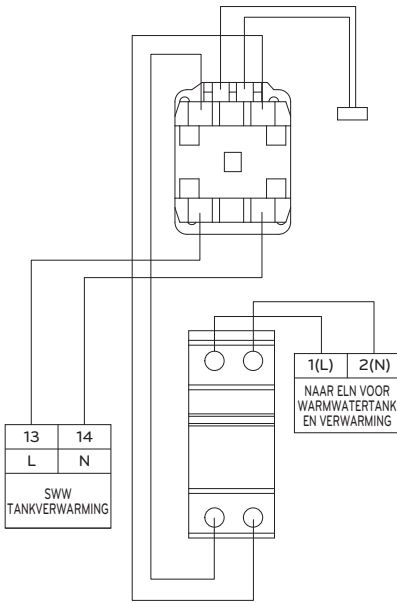 1(L) 2(N)
NAAR ELN VOOR
WARMWATERTANK
EN VERWARMING
13 14
L N
SWW
TANKVERWARMING